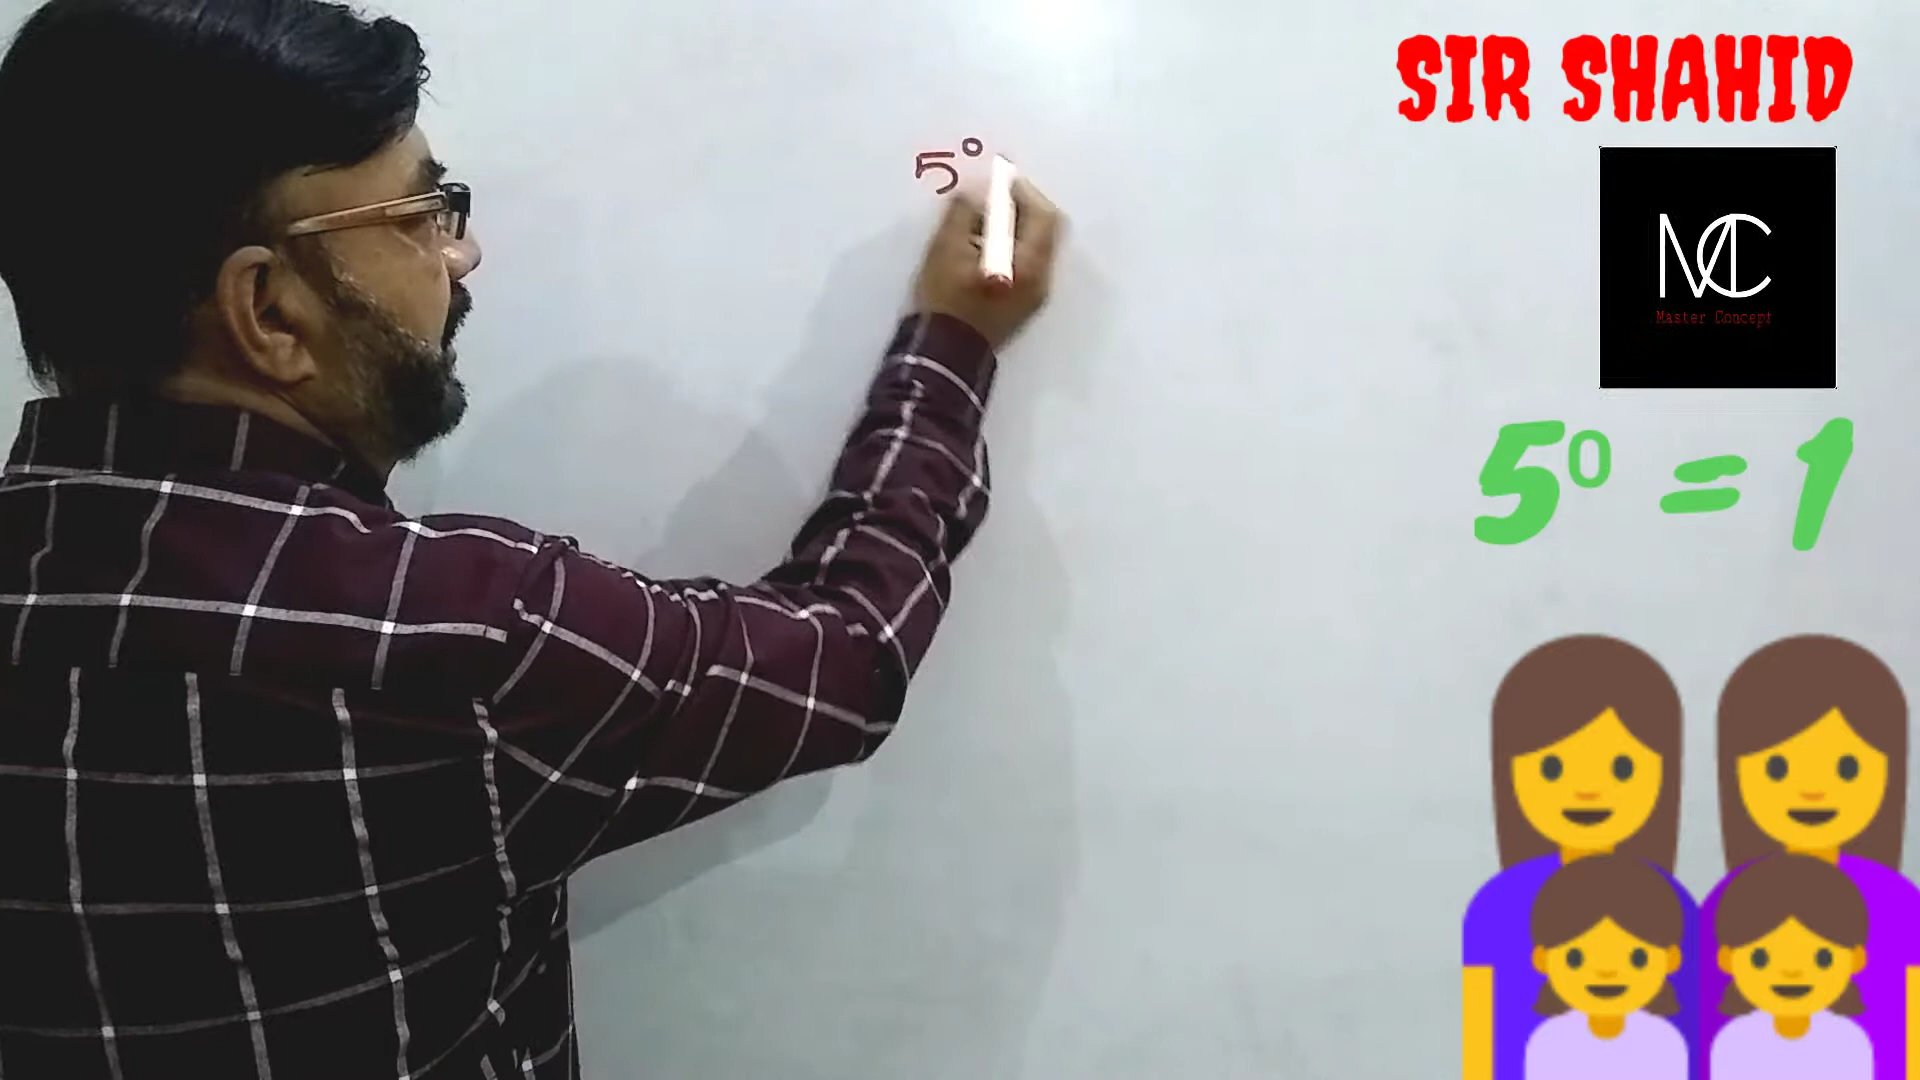 SIR SHAHID
5⁰
MC
Master Concept
5⁰ = 1